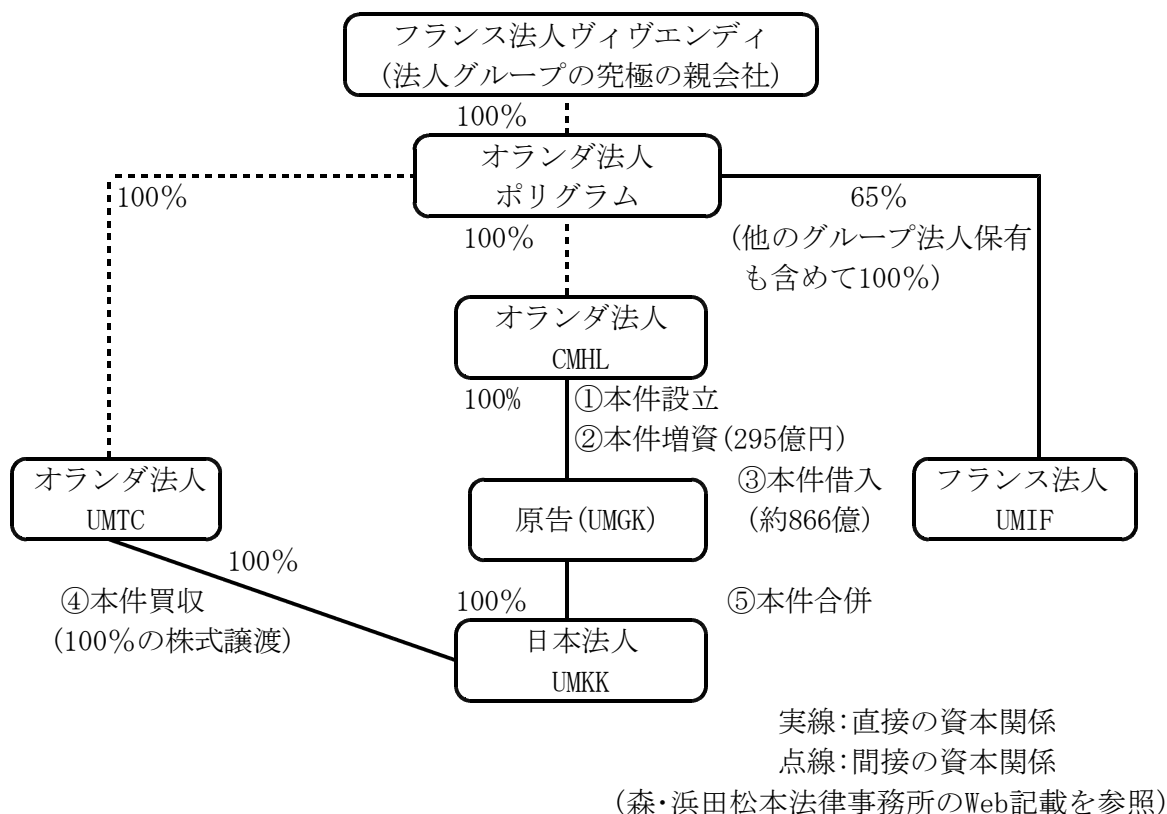 フランス法人ヴィヴエンディ
(法人グループの究極の親会社)
100%
オランダ法人
ポリグラム
100%
100%
65%
(他のグループ法人保有
も含めて100%)
オランダ法人
CMHL
100%
①本件設立
②本件増資(295億円)
オランダ法人
UMTC
原告(UMGK)
③本件借入
(約866億)
フランス法人
UMIF
100%
④本件買収
(100%の株式譲渡)
100%
⑤本件合併
日本法人
UMKK
実線:直接の資本関係
点線:間接の資本関係
(森・浜田松本法律事務所のWeb記載を参照)